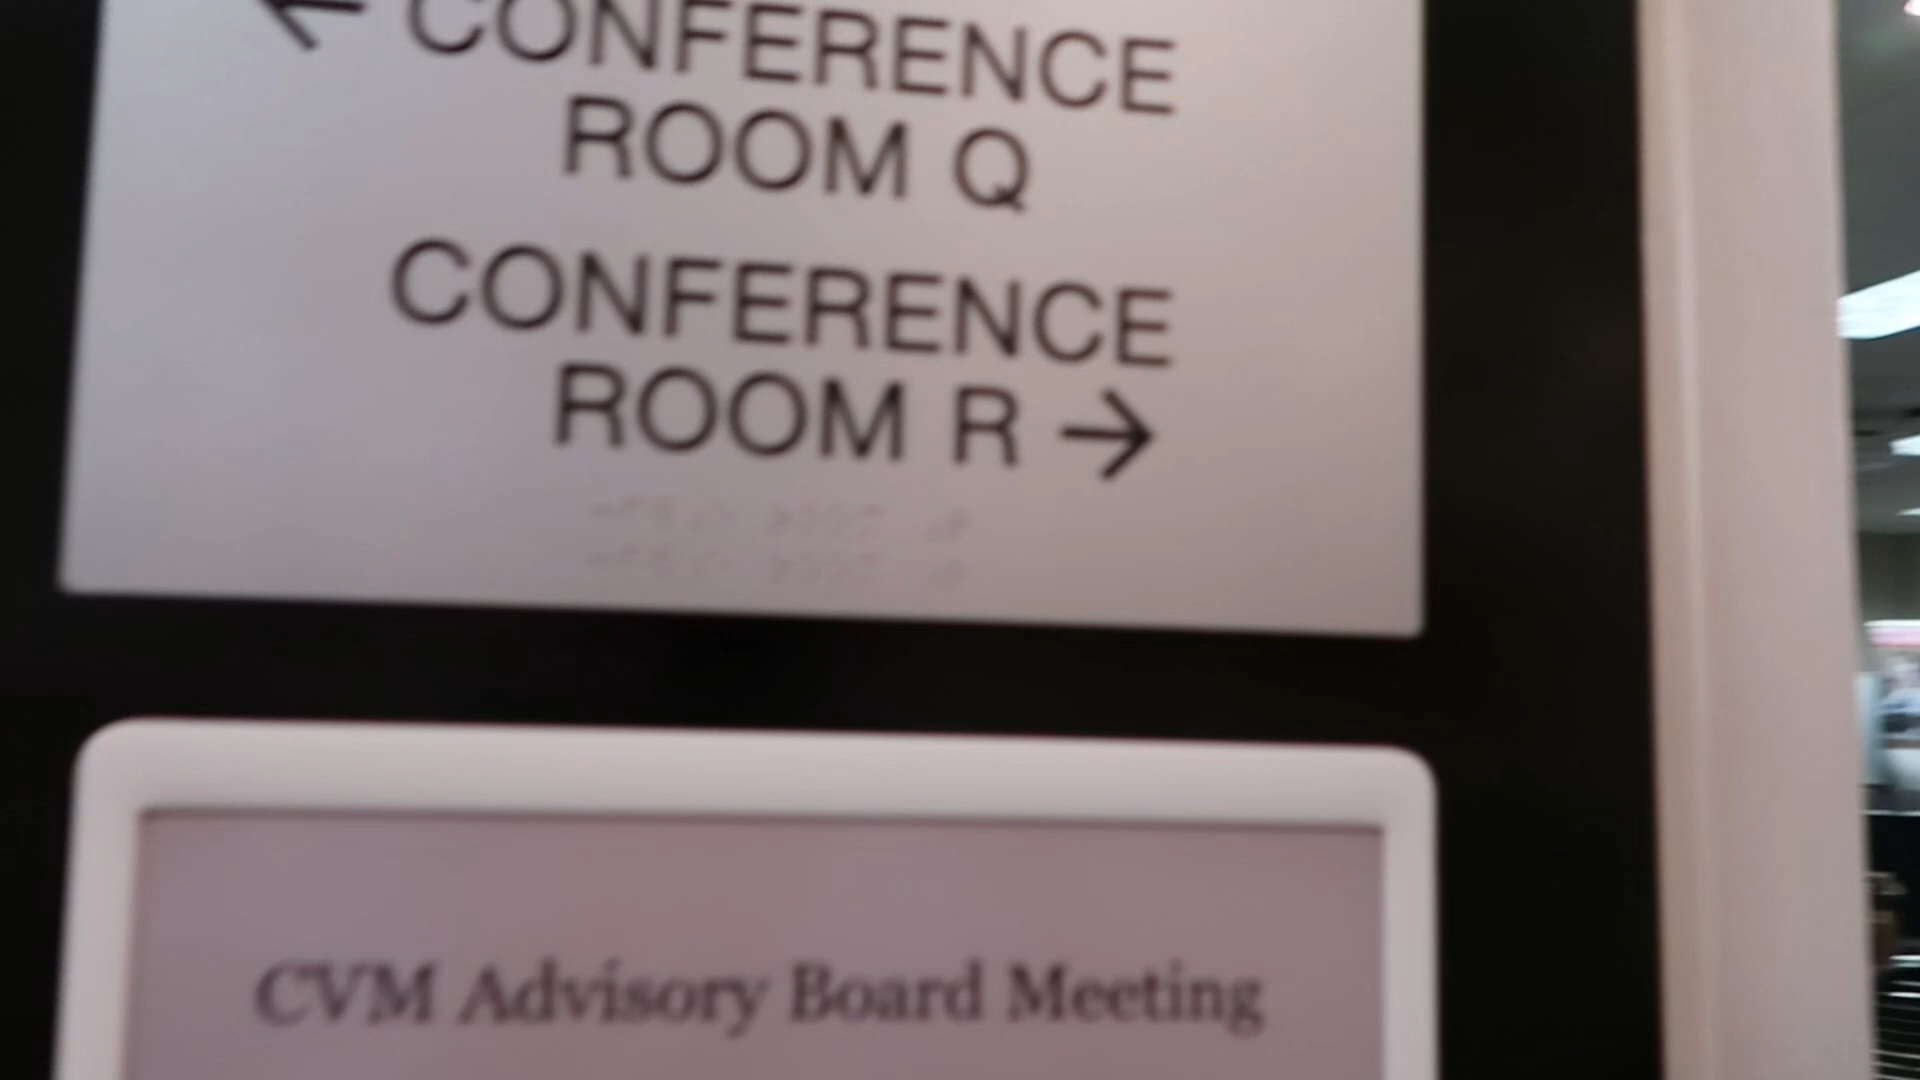 ← CONFERENCE
ROOM Q
CONFERENCE
ROOM R →
CVM Advisory Board Meeting